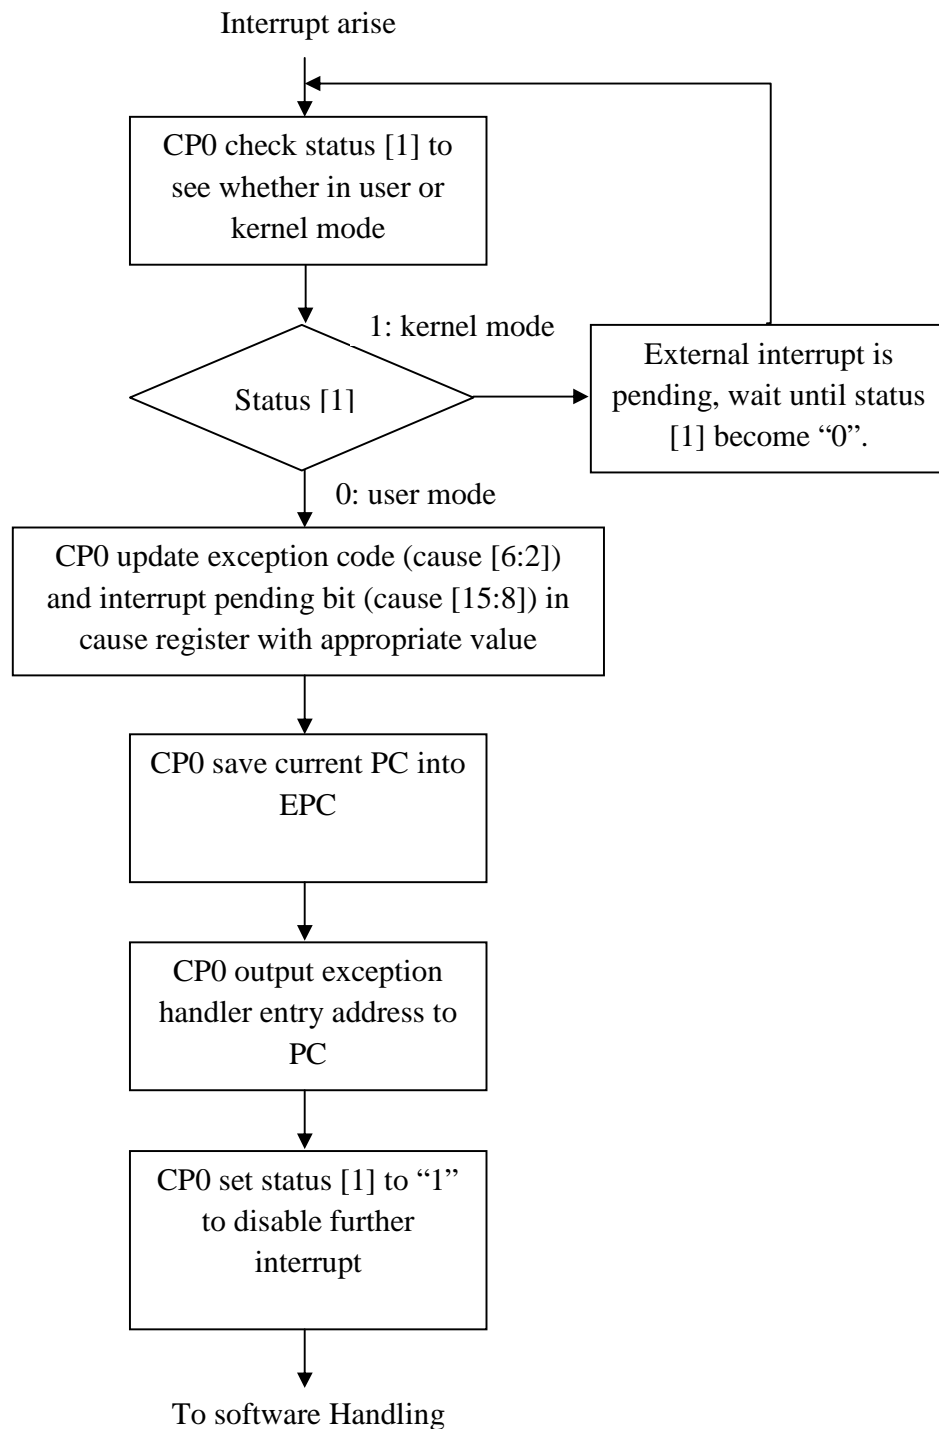 Interrupt arise
CP0 check status [1] to
see whether in user or
kernel mode
1: kernel mode
Status [1]
External interrupt is
pending, wait until status
[1] become “0”.
0: user mode
CP0 update exception code (cause [6:2])
and interrupt pending bit (cause [15:8]) in
cause register with appropriate value
CP0 save current PC into
EPC
CP0 output exception
handler entry address to
PC
CP0 set status [1] to “1”
to disable further
interrupt
To software Handling